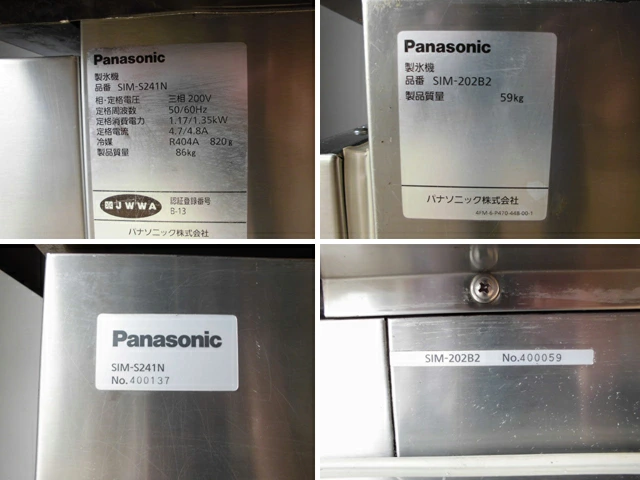 Panasonic
製氷機
品番 SIM-S241N
相・定格電圧 三相 200V
定格周波数 50/60Hz
定格消費電力 1.17/1.35kW
定格電流 4.7/4.8A
冷媒 R404A 820g
製品質量 86kg
JWWA 認証登録番号
B-13
パナソニック株式会社
Panasonic
製氷機
品番 SIM-202B2
製品質量 59kg
パナソニック株式会社
Panasonic
SIM-S241N
No.400137
SIM-202B2 No.400059